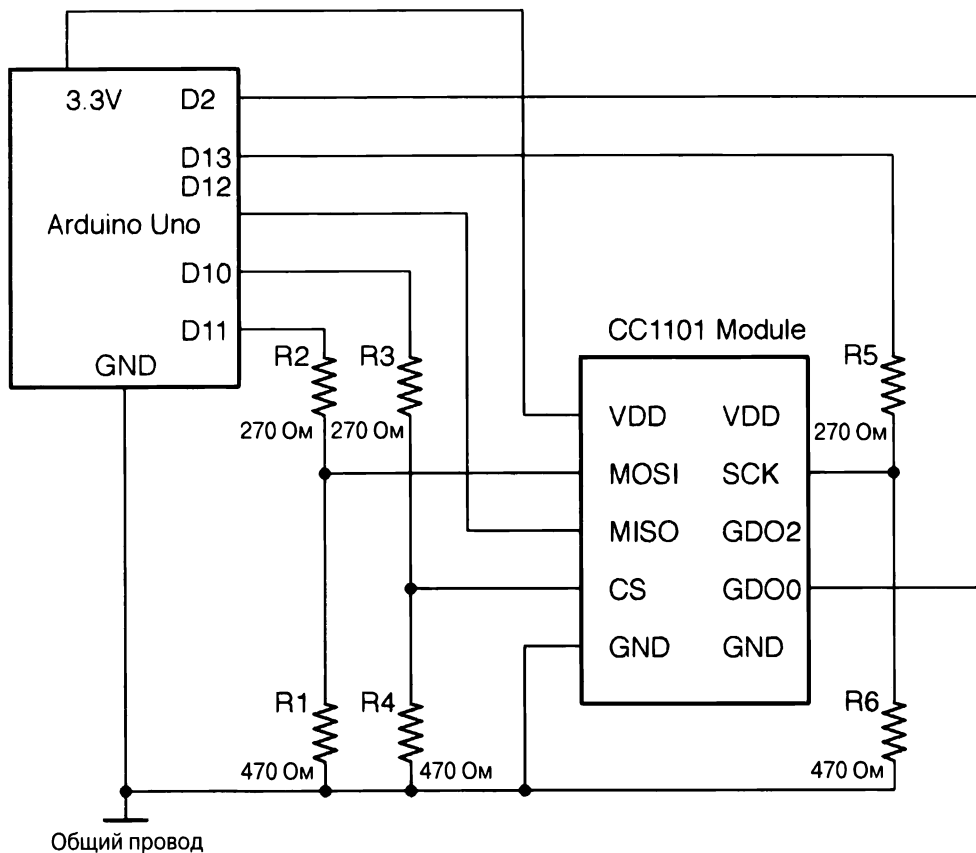 3.3V D2
D13
D12
Arduino Uno
D10
D11
GND
R2
270 Ом
R3
270 Ом
CC1101 Module
VDD VDD
MOSI SCK
MISO GDO2
CS GDO0
GND GND
R5
270 Ом
R1
470 Ом
R4
470 Ом
R6
470 Ом
Общий провод